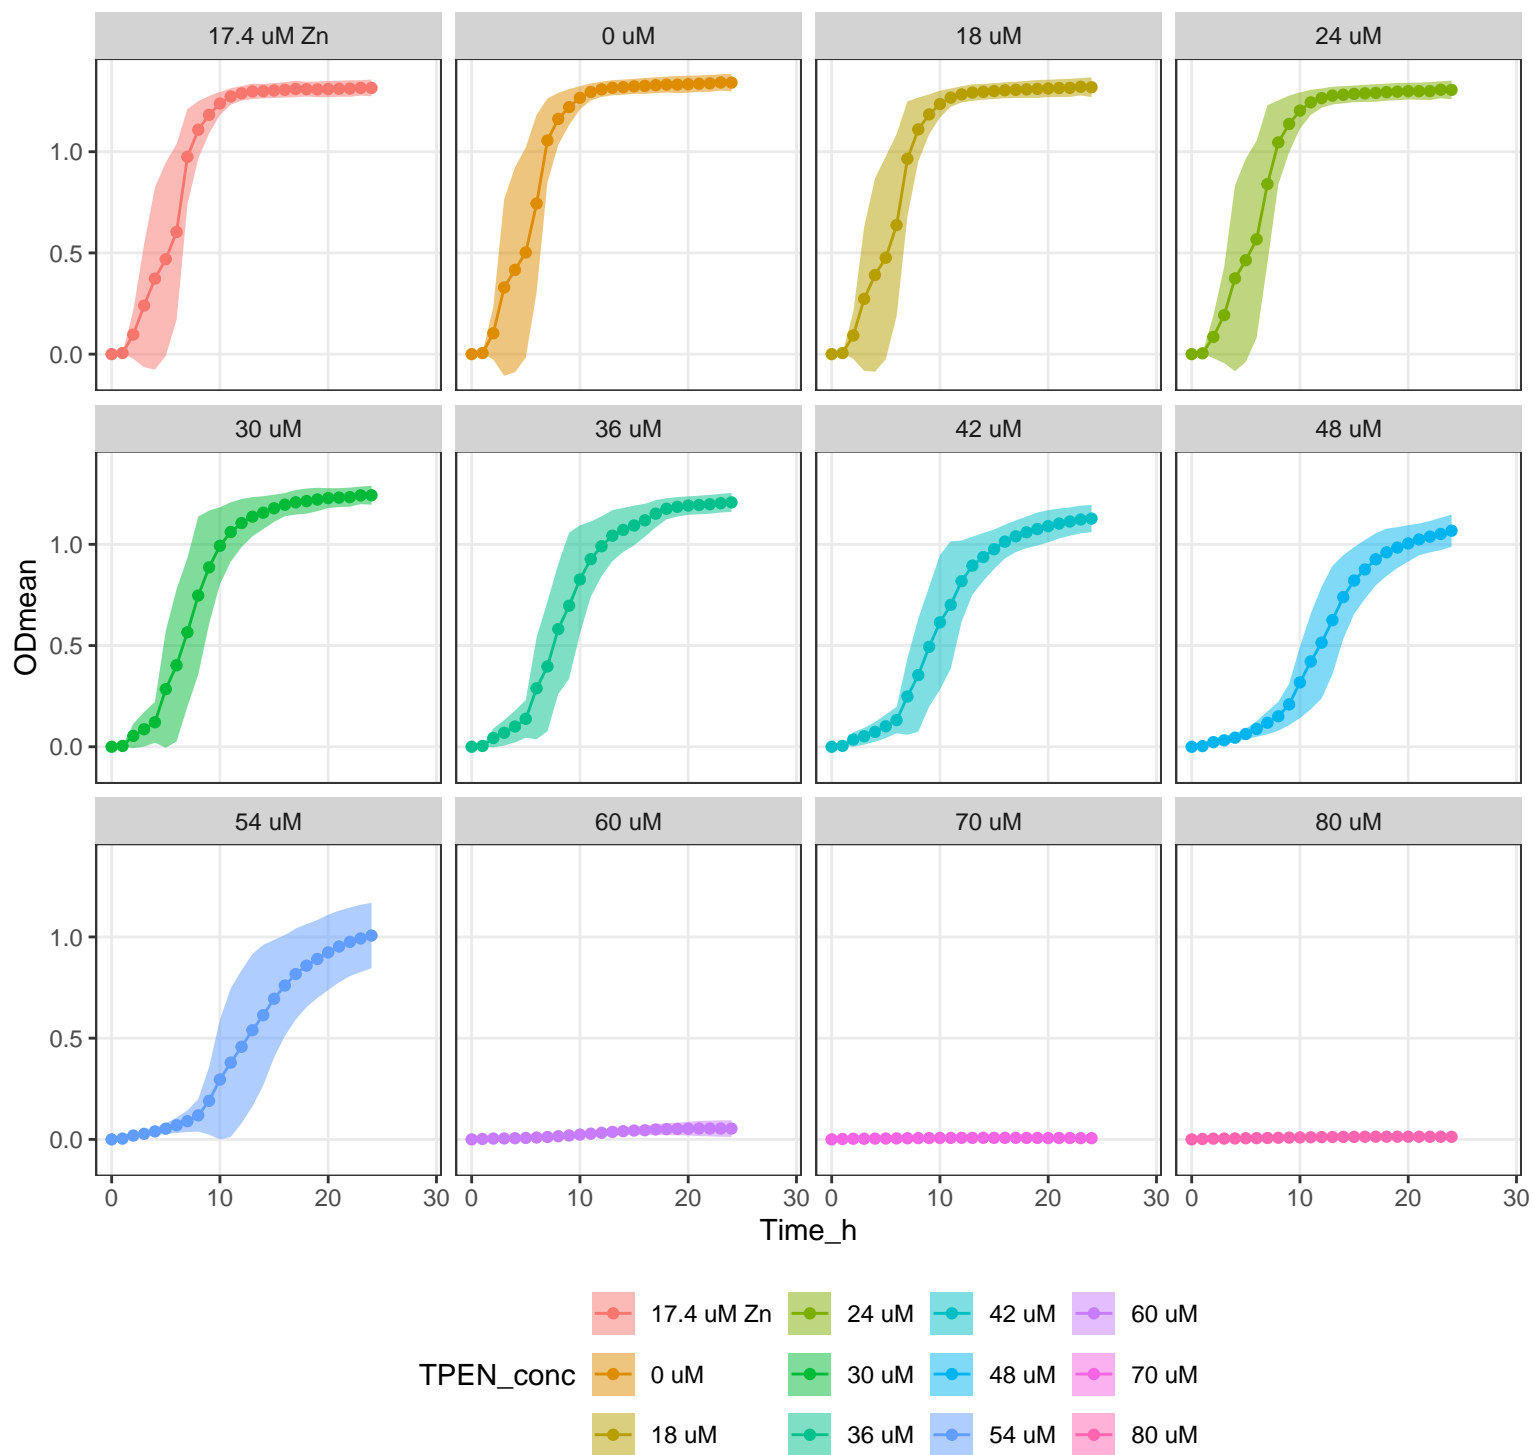 17.4 uM Zn 0 uM 18 uM 24 uM
1.0
0.5
0.0
30 uM 36 uM 42 uM 48 uM
1.0
0.5
0.0
ODmean
54 uM 60 uM 70 uM 80 uM
1.0
0.5
0.0
0 10 20 30 0 10 20 30 0 10 20 30 0 10 20 30
Time_h
17.4 uM Zn 24 uM 42 uM 60 uM
TPEN_conc 0 uM 30 uM 48 uM 70 uM
18 uM 36 uM 54 uM 80 uM